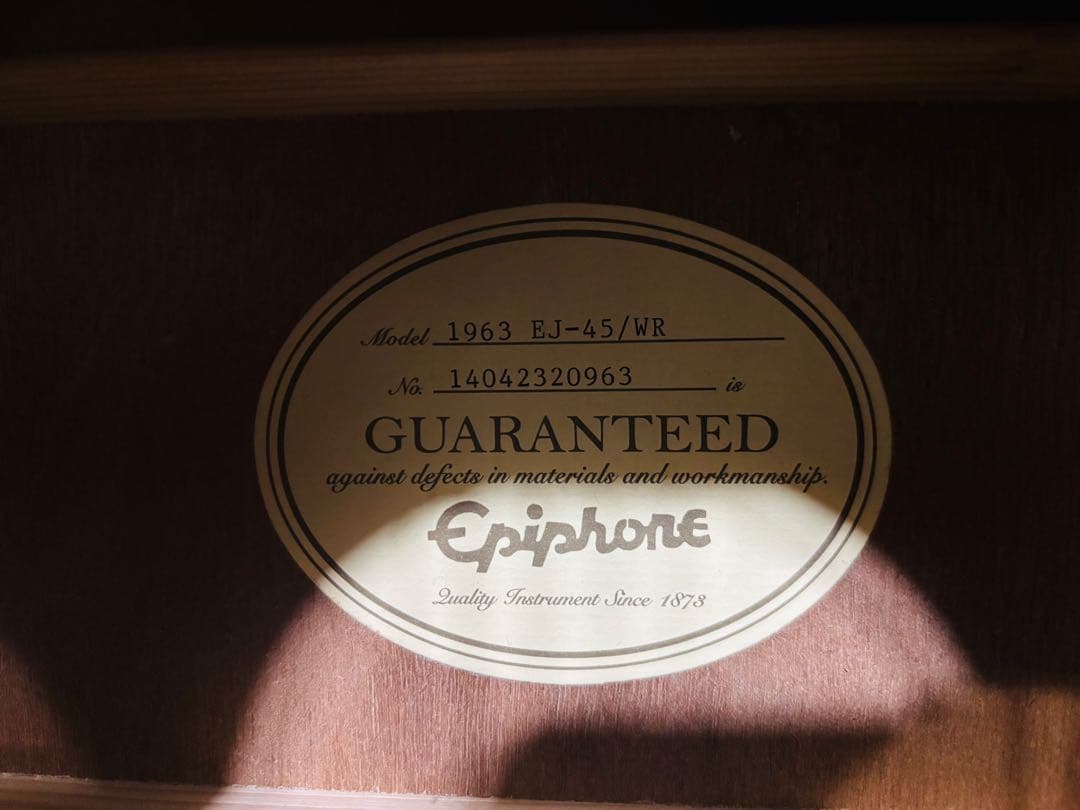 Model 1963 EJ-45/WR
No. 14042320963 is
GUARANTEED
against defects in materials and workmanship.
Epiphone
Quality Instrument Since 1873